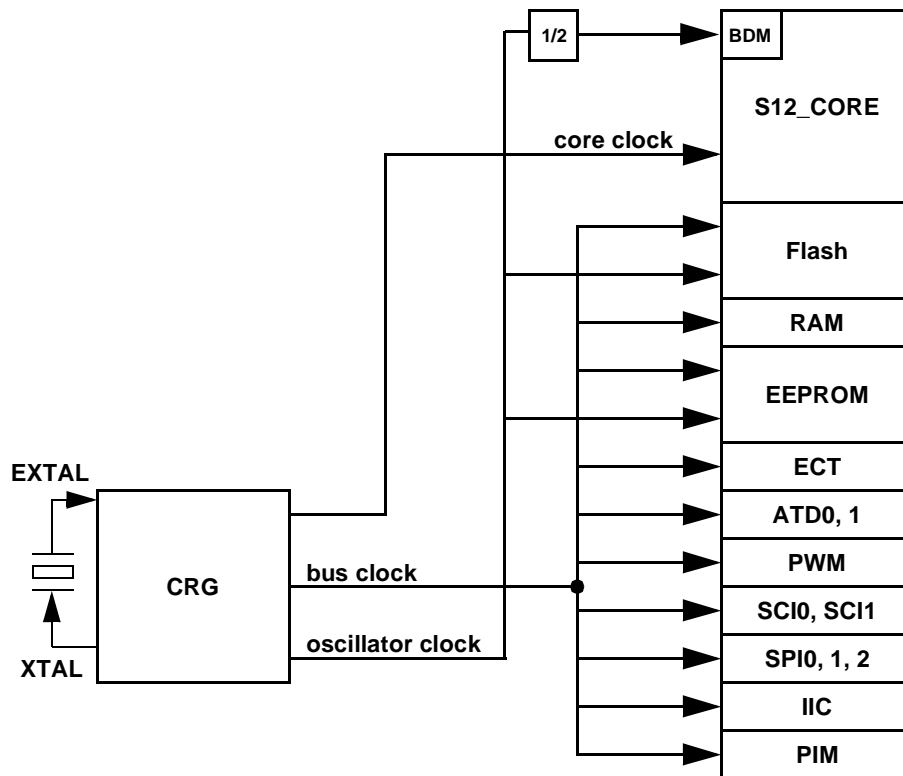 1/2
BDM
S12_CORE
core clock
Flash
RAM
EEPROM
ECT
EXTAL
ATD0, 1
PWM
bus clock
CRG
SCI0, SCI1
oscillator clock
SPI0, 1, 2
XTAL
IIC
PIM